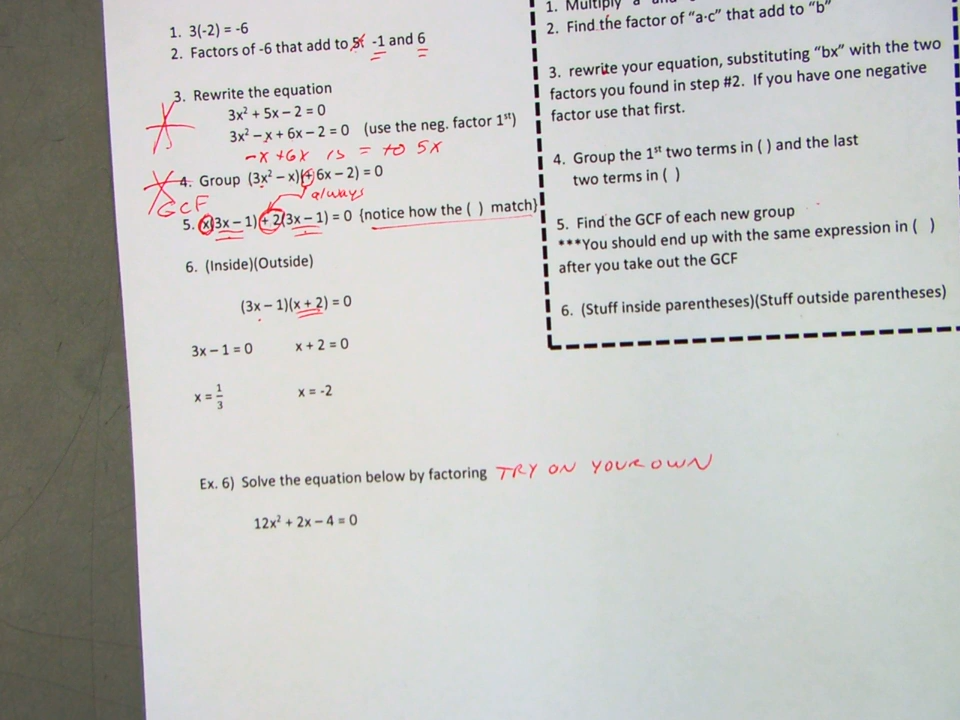 1. 3(-2) = -6
2. Factors of -6 that add to 5: -1 and 6
3. Rewrite the equation
3x² + 5x – 2 = 0
3x² – x + 6x – 2 = 0 (use the neg. factor 1ˢᵗ)
-x +6x is = to 5x
4. Group (3x² – x)(+ 6x – 2) = 0
always
GCF
5. x(3x – 1) + 2(3x – 1) = 0 {notice how the ( ) match}
6. (Inside)(Outside)
(3x – 1)(x + 2) = 0
3x – 1 = 0 x + 2 = 0
x = 1/3 x = -2
Ex. 6) Solve the equation below by factoring TRY ON YOUR OWN
12x² + 2x – 4 = 0
1. Multiply "a" and
2. Find the factor of "a·c" that add to "b"
3. rewrite your equation, substituting "bx" with the two
factors you found in step #2. If you have one negative
factor use that first.
4. Group the 1ˢᵗ two terms in ( ) and the last
two terms in ( )
5. Find the GCF of each new group
***You should end up with the same expression in ( )
after you take out the GCF
6. (Stuff inside parentheses)(Stuff outside parentheses)